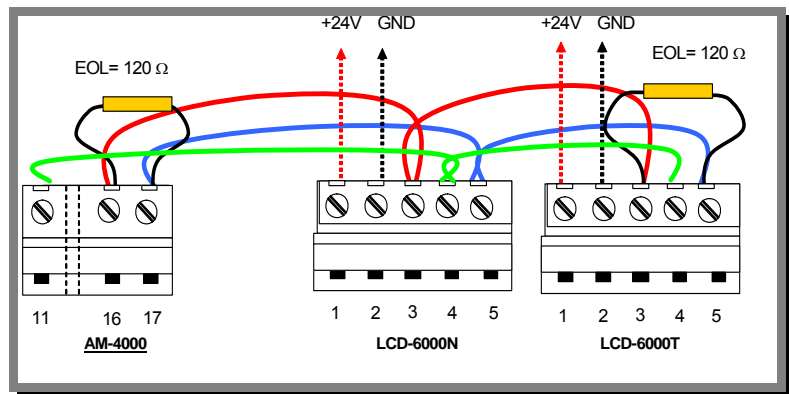 +24V GND +24V GND
EOL= 120 Ω EOL= 120 Ω
11 16 17 1 2 3 4 5 1 2 3 4 5
AM-4000 LCD-6000N LCD-6000T